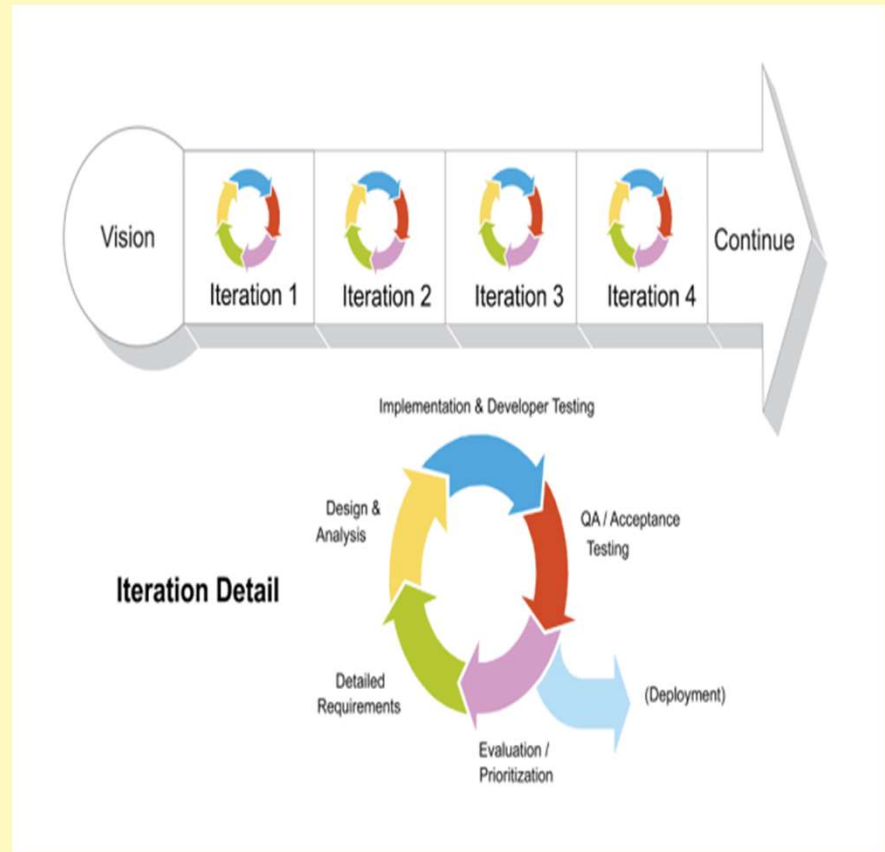 Vision
Iteration 1
Iteration 2
Iteration 3
Iteration 4
Continue
Implementation & Developer Testing
Design &
Analysis
QA / Acceptance
Testing
Iteration Detail
Detailed
Requirements
(Deployment)
Evaluation /
Prioritization